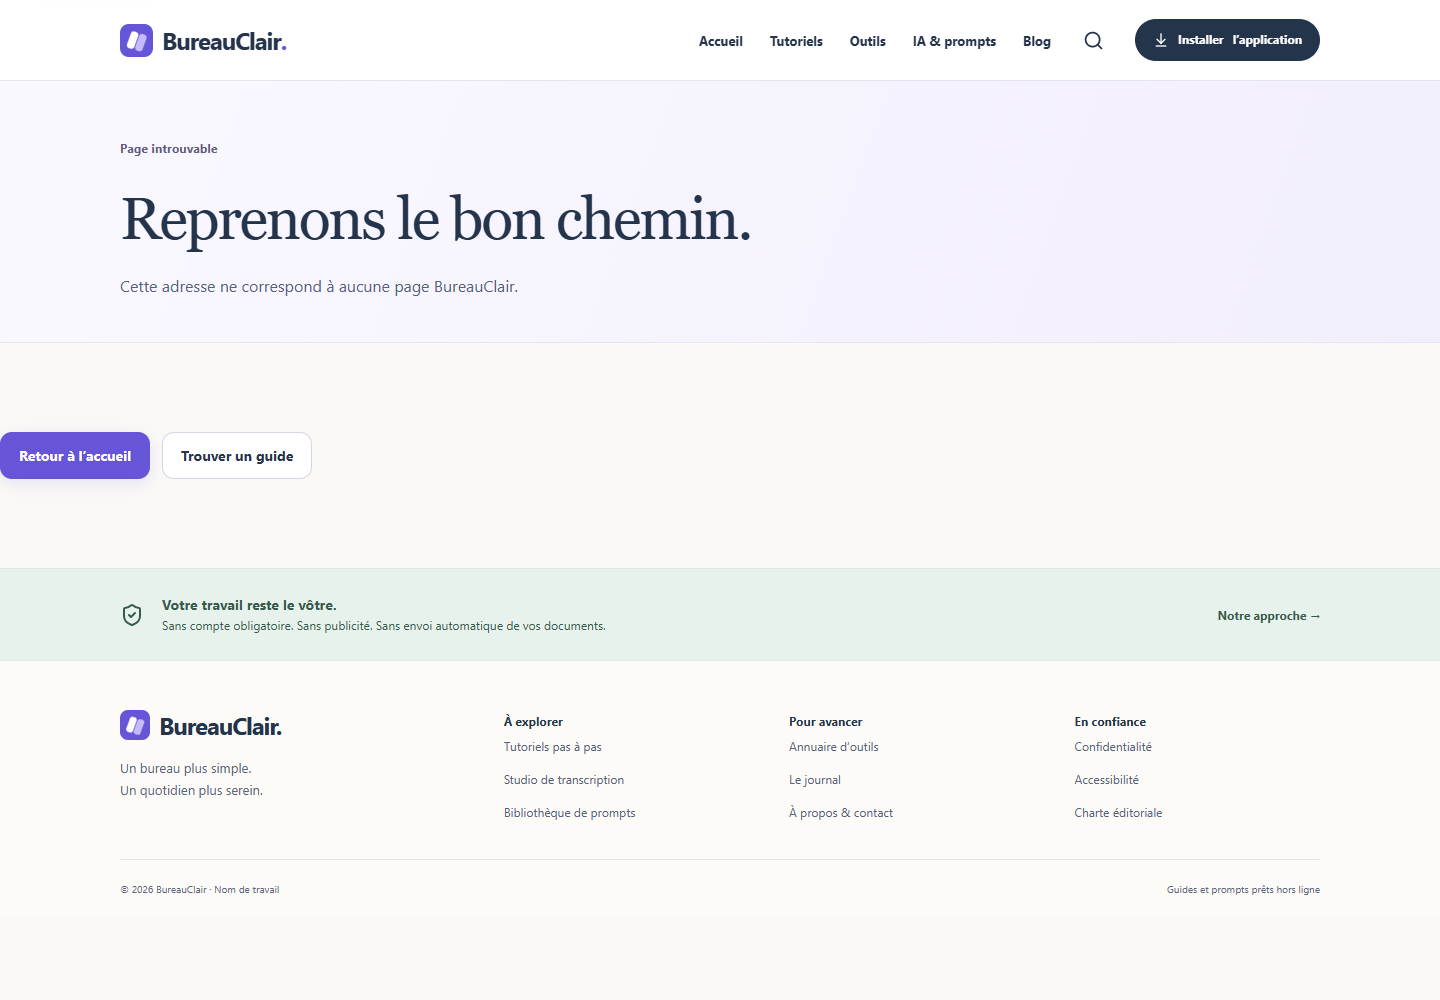 BureauClair.
Accueil
Tutoriels
Outils
IA & prompts
Blog
Installer l’application
Page introuvable
Reprenons le bon chemin.
Cette adresse ne correspond à aucune page BureauClair.
Retour à l’accueil
Trouver un guide
Votre travail reste le vôtre.
Sans compte obligatoire. Sans publicité. Sans envoi automatique de vos documents.
Notre approche →
BureauClair.
Un bureau plus simple.
Un quotidien plus serein.
À explorer
Tutoriels pas à pas
Studio de transcription
Bibliothèque de prompts
Pour avancer
Annuaire d’outils
Le journal
À propos & contact
En confiance
Confidentialité
Accessibilité
Charte éditoriale
© 2026 BureauClair · Nom de travail
Guides et prompts prêts hors ligne